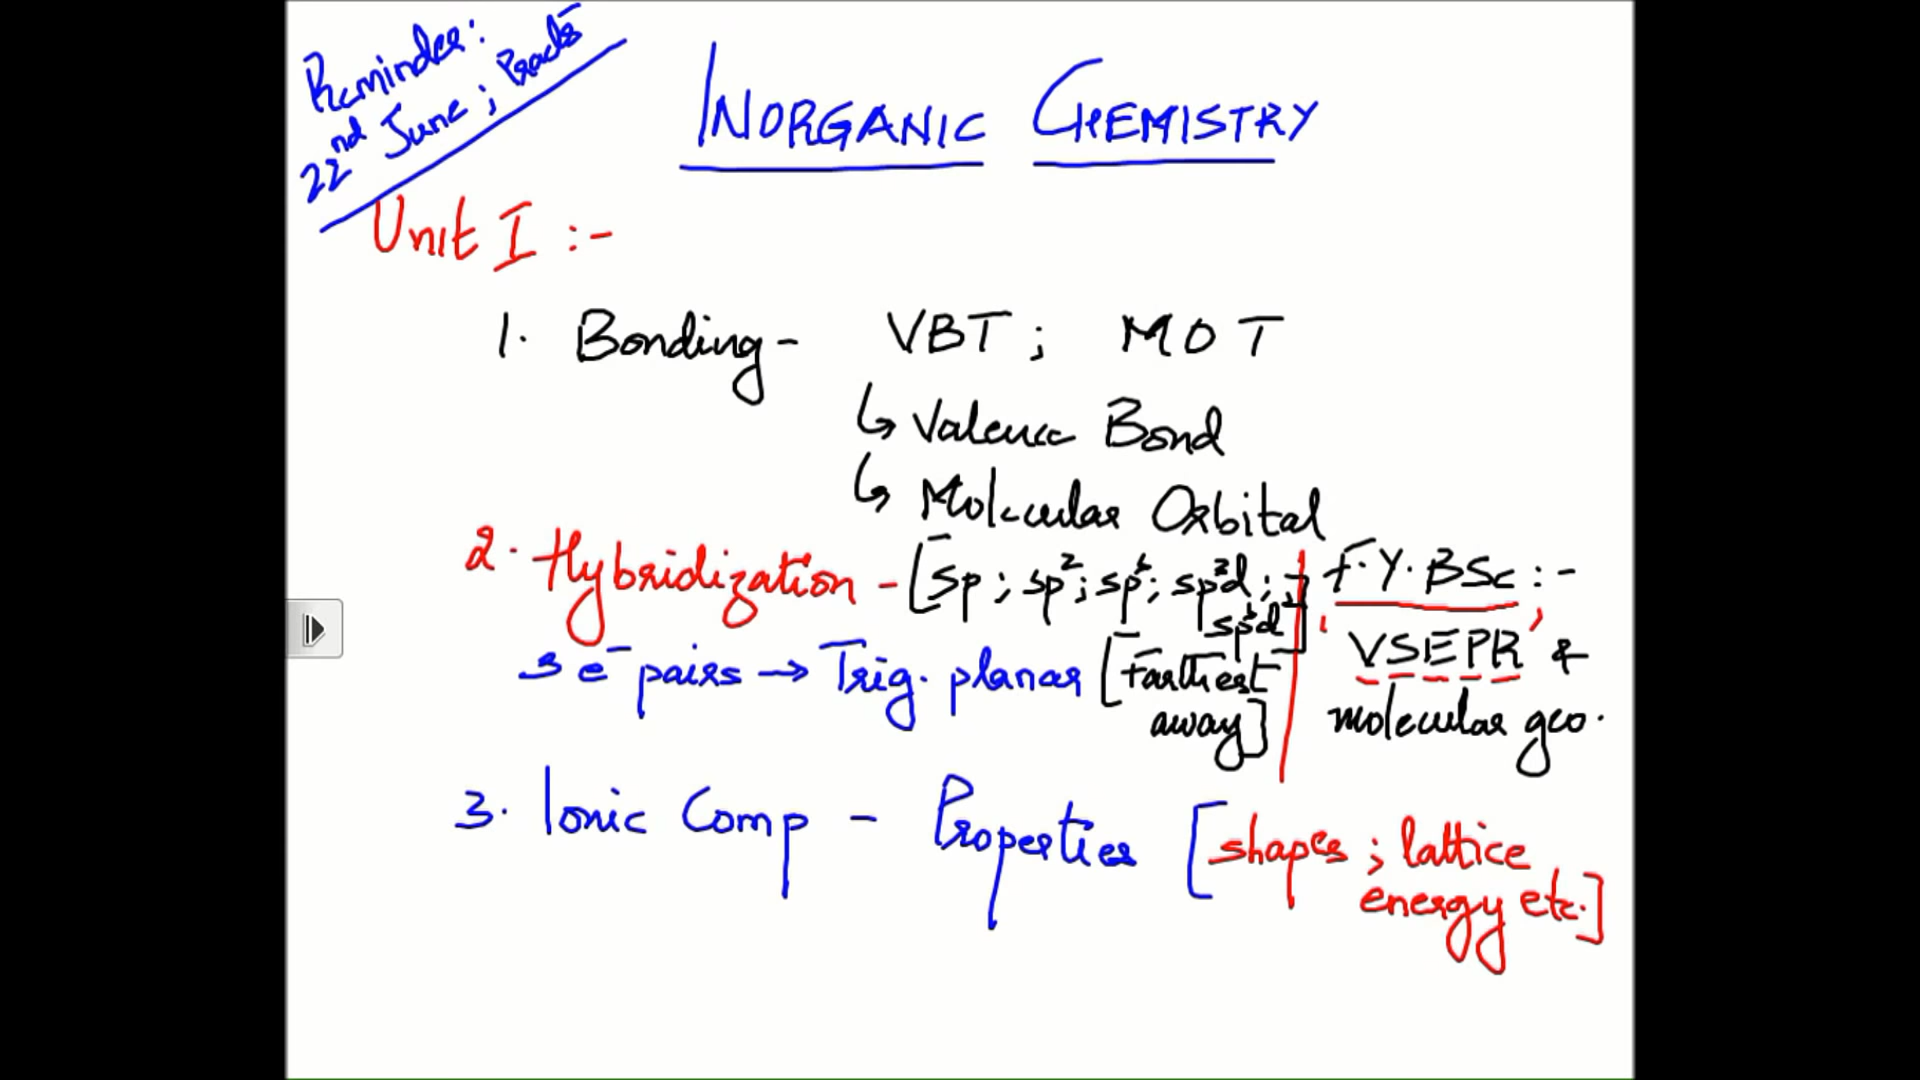 Reminder:
22nd June; Pracls
INORGANIC CHEMISTRY
Unit I :-
1. Bonding - VBT; MOT
↳ Valence Bond
↳ Molecular Orbital
2. Hybridization - [sp; sp²; sp³; sp³d;
sp³d²]
3 e⁻ pairs → Trig. planar [farthest
away]
F.Y.BSc :-
VSEPR &
molecular geo.
3. Ionic Comp - Properties [shapes; lattice
energy etc.]